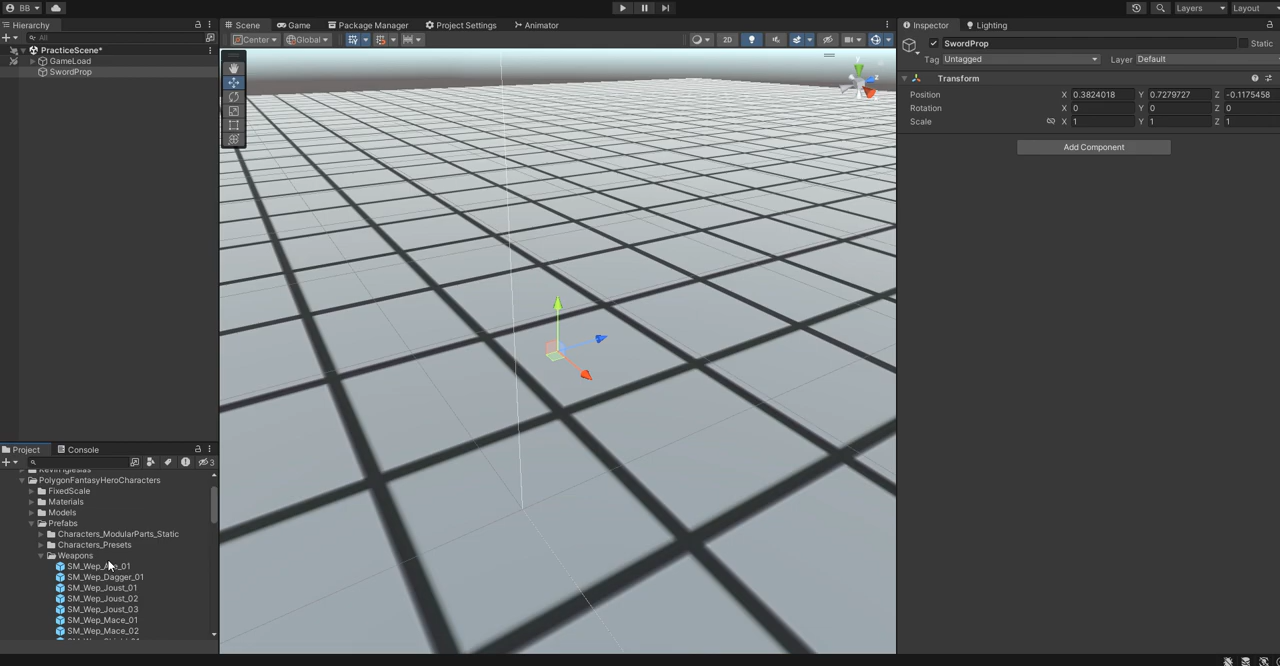 BB
Layers
Layout
Hierarchy
Scene
Game
Package Manager
Project Settings
Animator
Inspector
Lighting
All
Center
Global
2D
SwordProp
Static
PracticeScene*
GameLoad
SwordProp
Tag Untagged
Layer Default
Transform
Position X 0.3824018 Y 0.7279727 Z -0.1175458
Rotation X 0 Y 0 Z 0
Scale X 1 Y 1 Z 1
Add Component
Project
Console
3
PolygonFantasyHeroCharacters
FixedScale
Materials
Models
Prefabs
Characters_ModularParts_Static
Characters_Presets
Weapons
SM_Wep_Dagger_01
SM_Wep_Joust_01
SM_Wep_Joust_02
SM_Wep_Joust_03
SM_Wep_Mace_01
SM_Wep_Mace_02